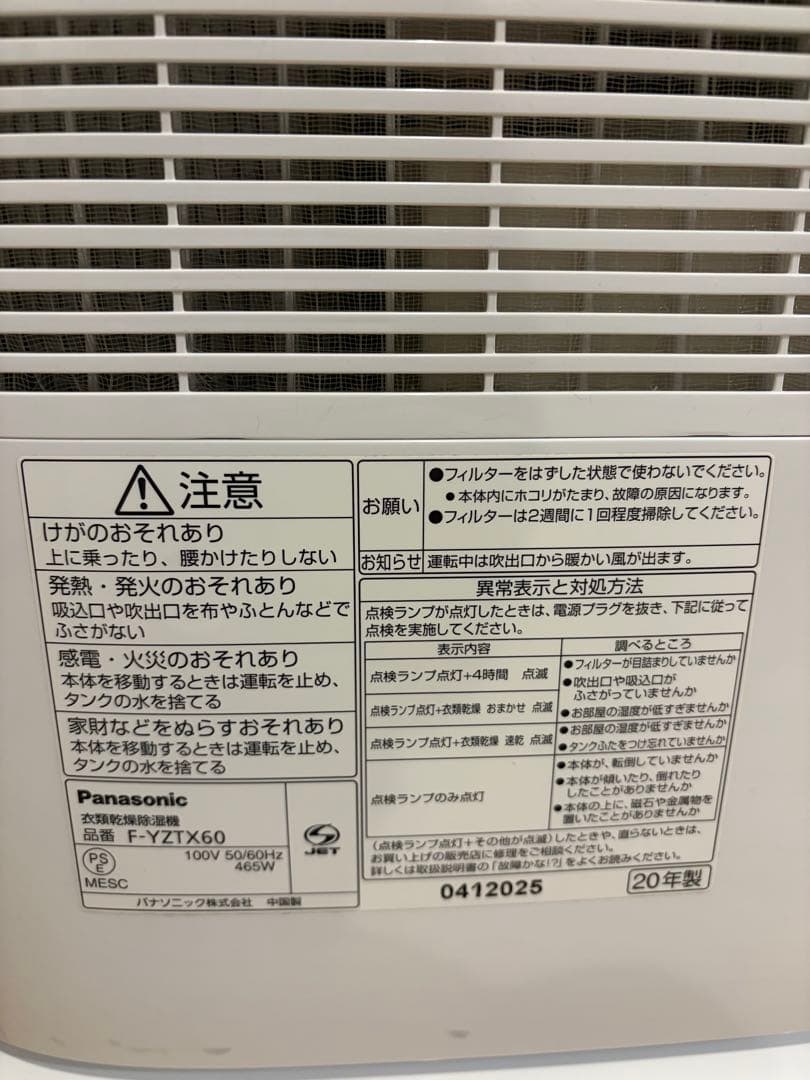 注意
けがのおそれあり
上に乗ったり、腰かけたりしない
発熱・発火のおそれあり
吸込口や吹出口を布やふとんなどで
ふさがない
感電・火災のおそれあり
本体を移動するときは運転を止め、
タンクの水を捨てる
家財などをぬらすおそれあり
本体を移動するときは運転を止め、
タンクの水を捨てる
Panasonic
衣類乾燥除湿機
品番 F-YZTX60
PS
E
MESC
100V 50/60Hz
465W
JET
パナソニック株式会社 中国製
お願い
●フィルターをはずした状態で使わないでください。
●本体内にホコリがたまり、故障の原因になります。
●フィルターは2週間に1回程度掃除してください。
お知らせ 運転中は吹出口から暖かい風が出ます。
異常表示と対処方法
点検ランプが点灯したときは、電源プラグを抜き、下記に従って
点検を実施してください。
表示内容 調べるところ
点検ランプ点灯+4時間 点滅
●フィルターが目詰まりしていませんか
●吹出口や吸込口が
ふさがっていませんか
点検ランプ点灯+衣類乾燥 おまかせ 点滅
●お部屋の温度が低すぎませんか
点検ランプ点灯+衣類乾燥 速乾 点滅
●お部屋の湿度が低すぎませんか
●タンクふたをつけ忘れていませんか
点検ランプのみ点灯
●本体が、転倒していませんか
●本体が傾いたり、倒れたり
したことがありませんか
●本体の上に、磁石や金属物を
置いたことがありませんか
(点検ランプ点灯+その他が点滅)したときや、直らないときは、
お買い上げの販売店に修理をご相談ください。
詳しくは取扱説明書の「故障かな!?」をよくお読みください。
0412025
20年製